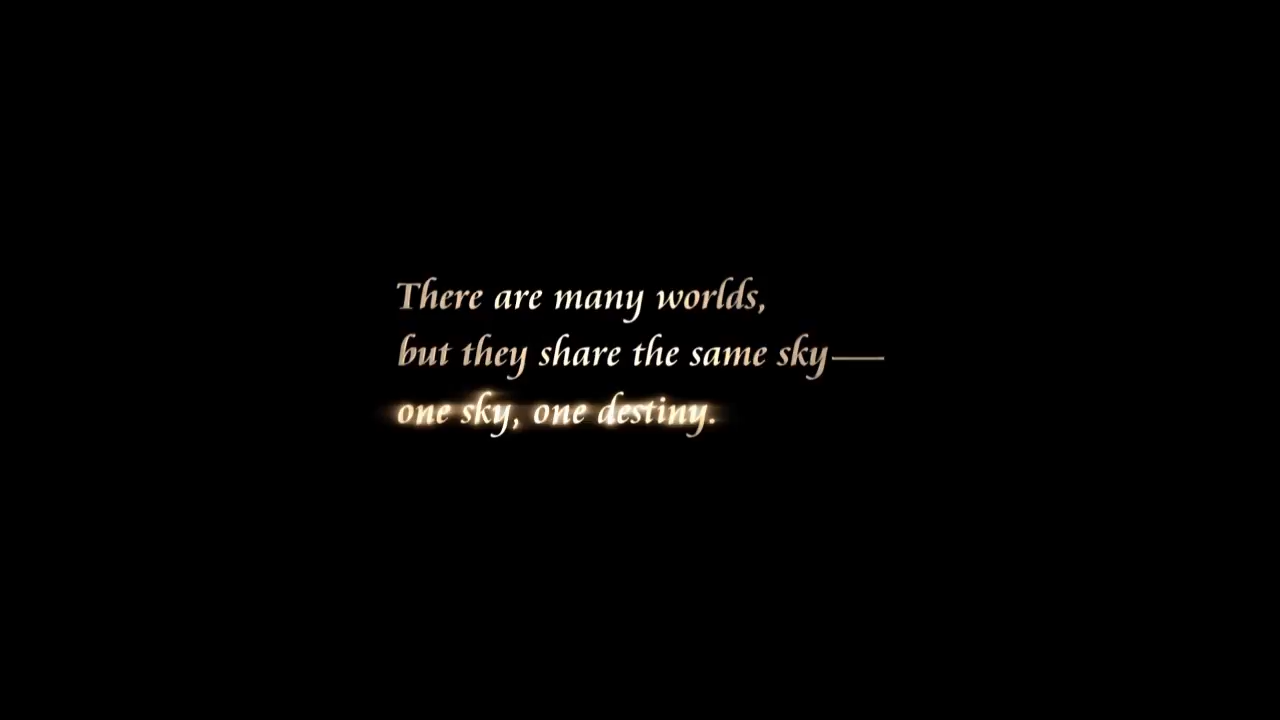 There are many worlds,
but they share the same sky—
one sky, one destiny.